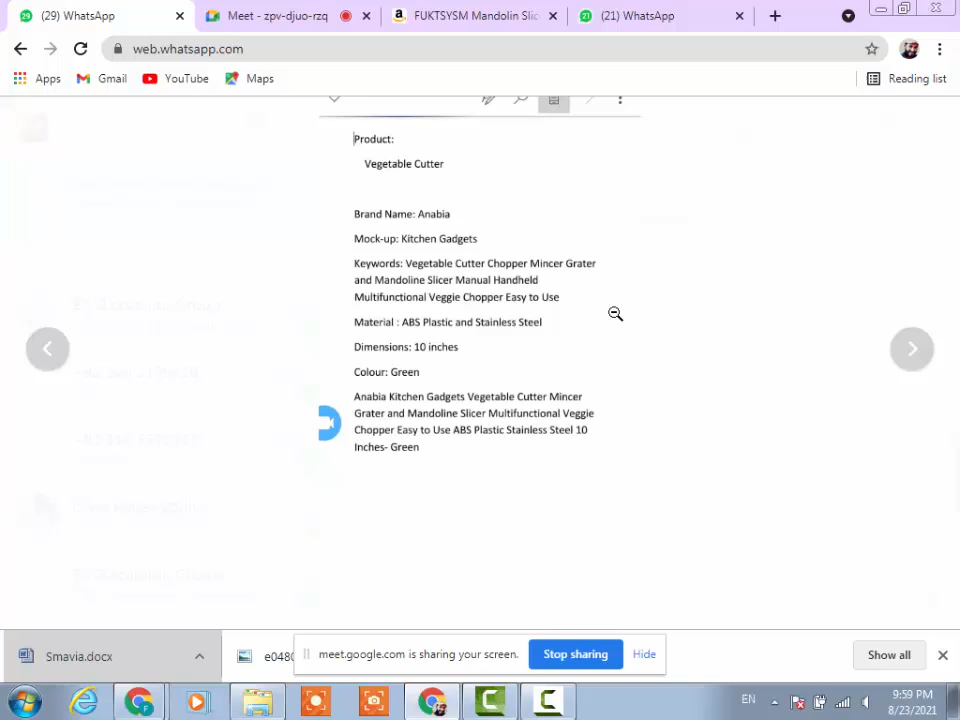 (29) WhatsApp
Meet - zpv-djuo-rzq
FUKTSYSM Mandolin Slic
(21) WhatsApp
web.whatsapp.com
Apps
Gmail
YouTube
Maps
Reading list
Product:
Vegetable Cutter
Brand Name: Anabia
Mock-up: Kitchen Gadgets
Keywords: Vegetable Cutter Chopper Mincer Grater
and Mandoline Slicer Manual Handheld
Multifunctional Veggie Chopper Easy to Use
Material : ABS Plastic and Stainless Steel
Dimensions: 10 inches
Colour: Green
Anabia Kitchen Gadgets Vegetable Cutter Mincer
Grater and Mandoline Slicer Multifunctional Veggie
Chopper Easy to Use ABS Plastic Stainless Steel 10
Inches- Green
Smavia.docx
e0480
meet.google.com is sharing your screen.
Stop sharing
Hide
Show all
EN
9:59 PM
8/23/2021